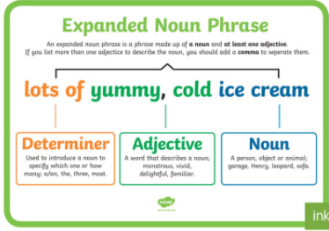 Expanded Noun Phrase
An expanded noun phrase is a phrase made up of a noun and at least one adjective.
If you list more than one adjective to describe the noun, you should add a comma to seperate them.
lots of yummy, cold ice cream
Determiner
Used to introduce a noun to
specify which one or how
many: a/an, the, three, most.
Adjective
A word that describes a noun;
monstrous, vivid,
delightful, familiar.
Noun
A person, object or animal;
garage, Henry, leopard, sofa.
ink